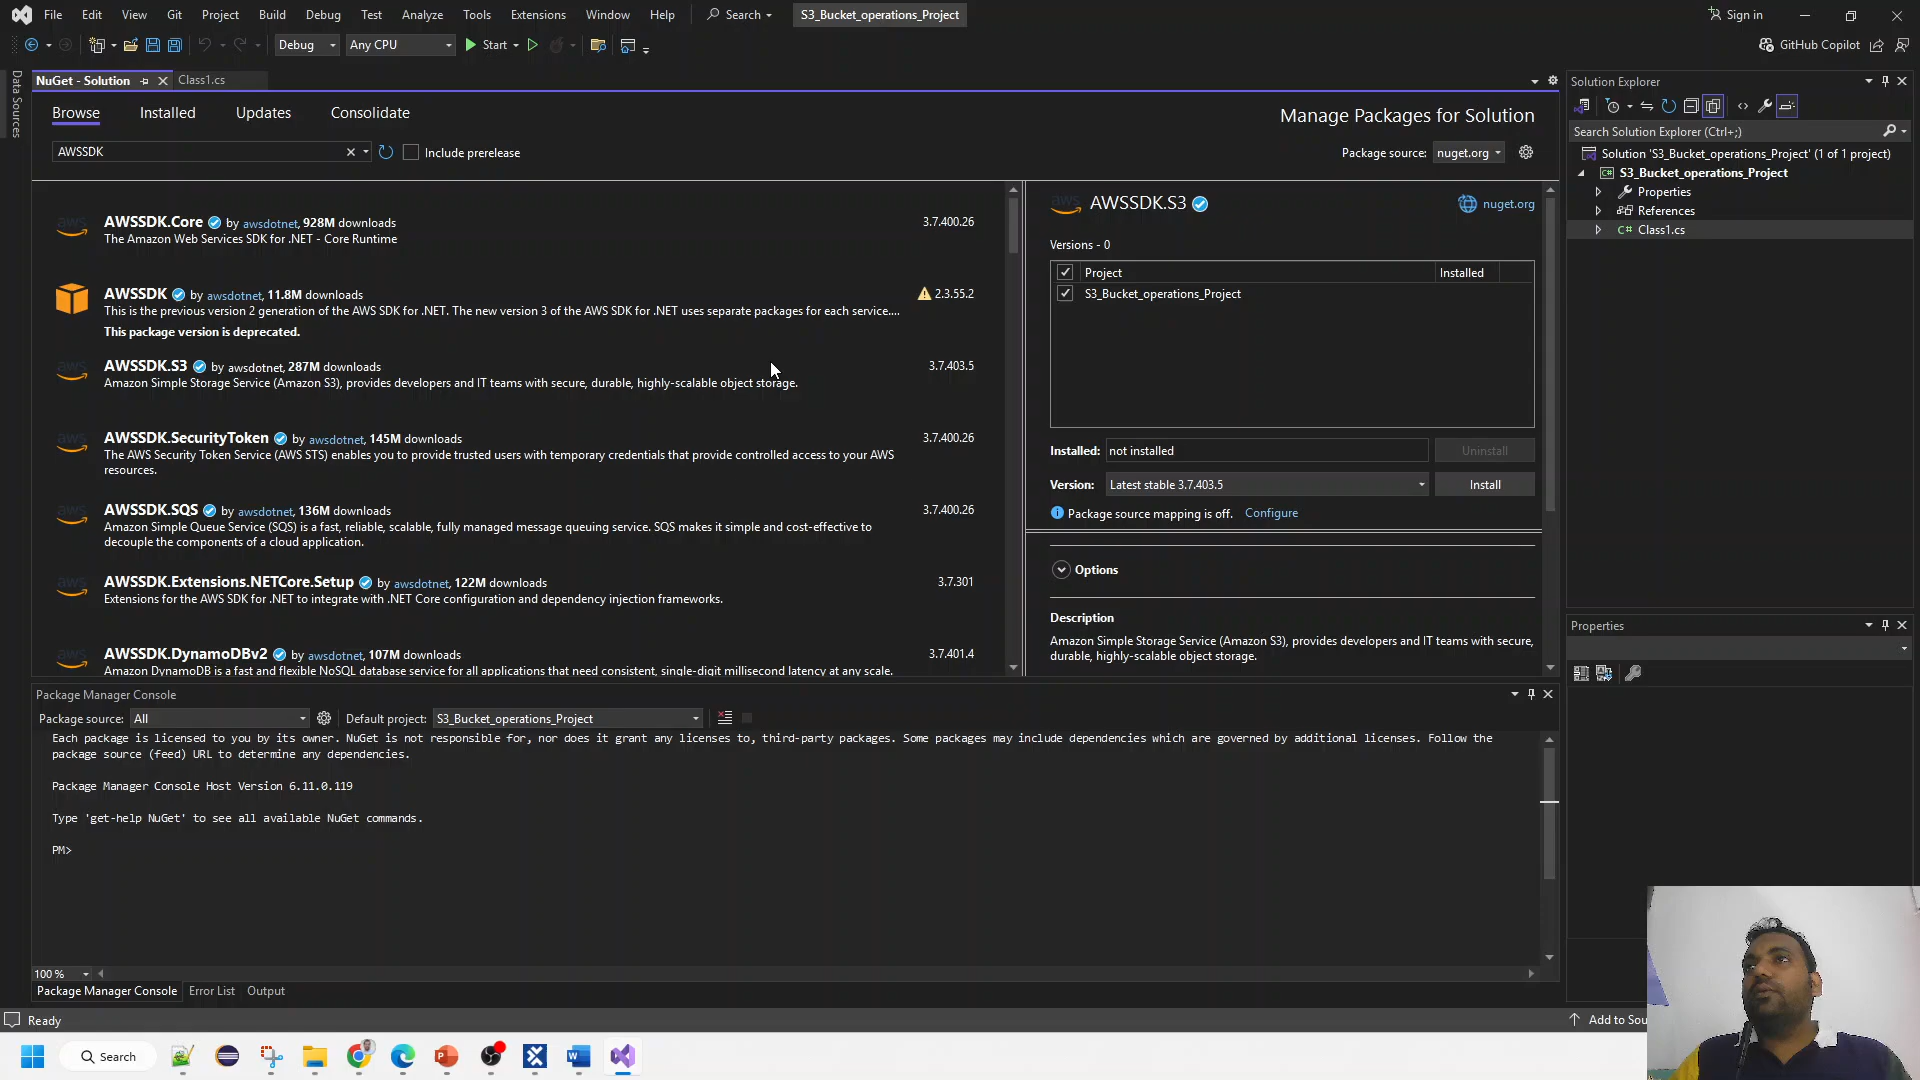 File Edit View Git Project Build Debug Test Analyze Tools Extensions Window Help Search S3_Bucket_operations_Project Sign in
Debug Any CPU Start GitHub Copilot
Data Sources
NuGet - Solution Class1.cs
Browse Installed Updates Consolidate
Manage Packages for Solution
AWSSDK Include prerelease
Package source: nuget.org
AWSSDK.Core by awsdotnet, 928M downloads 3.7.400.26
The Amazon Web Services SDK for .NET - Core Runtime
AWSSDK by awsdotnet, 11.8M downloads 2.3.55.2
This is the previous version 2 generation of the AWS SDK for .NET. The new version 3 of the AWS SDK for .NET uses separate packages for each service....
This package version is deprecated.
AWSSDK.S3 by awsdotnet, 287M downloads 3.7.403.5
Amazon Simple Storage Service (Amazon S3), provides developers and IT teams with secure, durable, highly-scalable object storage.
AWSSDK.SecurityToken by awsdotnet, 145M downloads 3.7.400.26
The AWS Security Token Service (AWS STS) enables you to provide trusted users with temporary credentials that provide controlled access to your AWS
resources.
AWSSDK.SQS by awsdotnet, 136M downloads 3.7.400.26
Amazon Simple Queue Service (SQS) is a fast, reliable, scalable, fully managed message queuing service. SQS makes it simple and cost-effective to
decouple the components of a cloud application.
AWSSDK.Extensions.NETCore.Setup by awsdotnet, 122M downloads 3.7.301
Extensions for the AWS SDK for .NET to integrate with .NET Core configuration and dependency injection frameworks.
AWSSDK.DynamoDBv2 by awsdotnet, 107M downloads 3.7.401.4
Amazon DynamoDB is a fast and flexible NoSQL database service for all applications that need consistent, single-digit millisecond latency at any scale.
aws AWSSDK.S3 nuget.org
Versions - 0
Project Installed
S3_Bucket_operations_Project
Installed: not installed Uninstall
Version: Latest stable 3.7.403.5 Install
Package source mapping is off. Configure
Options
Description
Amazon Simple Storage Service (Amazon S3), provides developers and IT teams with secure,
durable, highly-scalable object storage.
Solution Explorer
Search Solution Explorer (Ctrl+;)
Solution 'S3_Bucket_operations_Project' (1 of 1 project)
C# S3_Bucket_operations_Project
Properties
References
C# Class1.cs
Properties
Package Manager Console
Package source: All Default project: S3_Bucket_operations_Project
Each package is licensed to you by its owner. NuGet is not responsible for, nor does it grant any licenses to, third-party packages. Some packages may include dependencies which are governed by additional licenses. Follow the
package source (feed) URL to determine any dependencies.
Package Manager Console Host Version 6.11.0.119
Type 'get-help NuGet' to see all available NuGet commands.
PM>
100 %
Package Manager Console Error List Output
Ready Add to Sou
Search